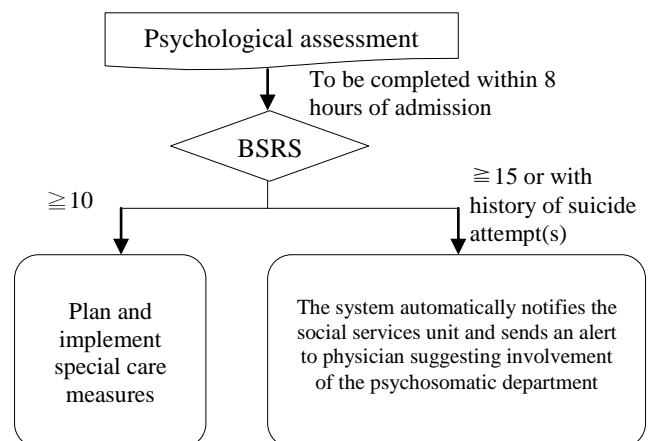 Psychological assessment
To be completed within 8
hours of admission
BSRS
≧10
≧15 or with
history of suicide
attempt(s)
Plan and
implement
special care
measures
The system automatically notifies the
social services unit and sends an alert
to physician suggesting involvement
of the psychosomatic department